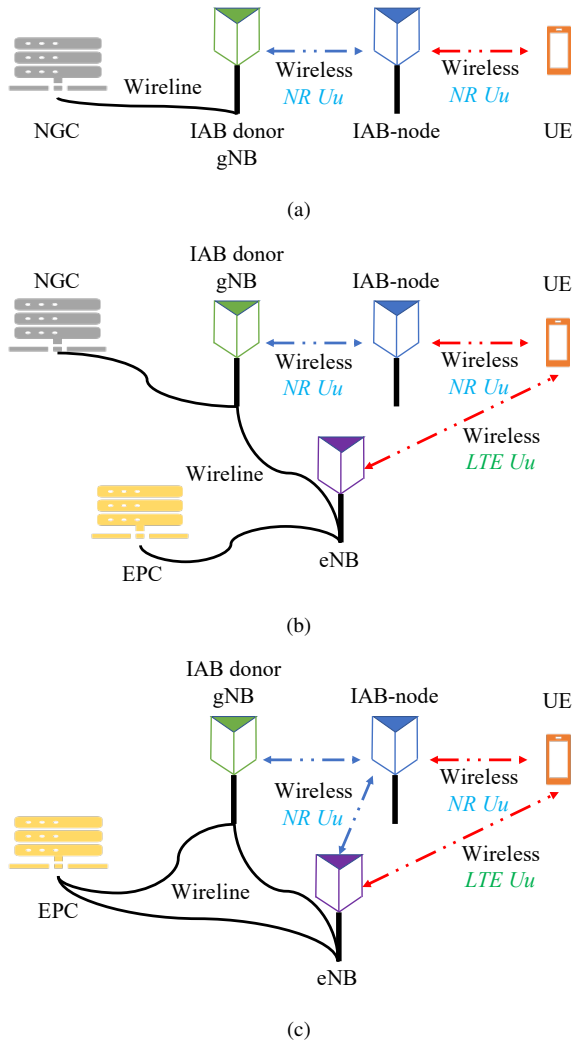 Wireline
Wireless
NR Uu
Wireless
NR Uu
NGC
IAB donor
gNB
IAB-node
UE
(a)
NGC
IAB donor
gNB
IAB-node
UE
Wireless
NR Uu
Wireless
NR Uu
Wireless
LTE Uu
Wireline
EPC
eNB
(b)
IAB donor
gNB
IAB-node
UE
Wireless
NR Uu
Wireless
NR Uu
Wireless
LTE Uu
Wireline
EPC
eNB
(c)